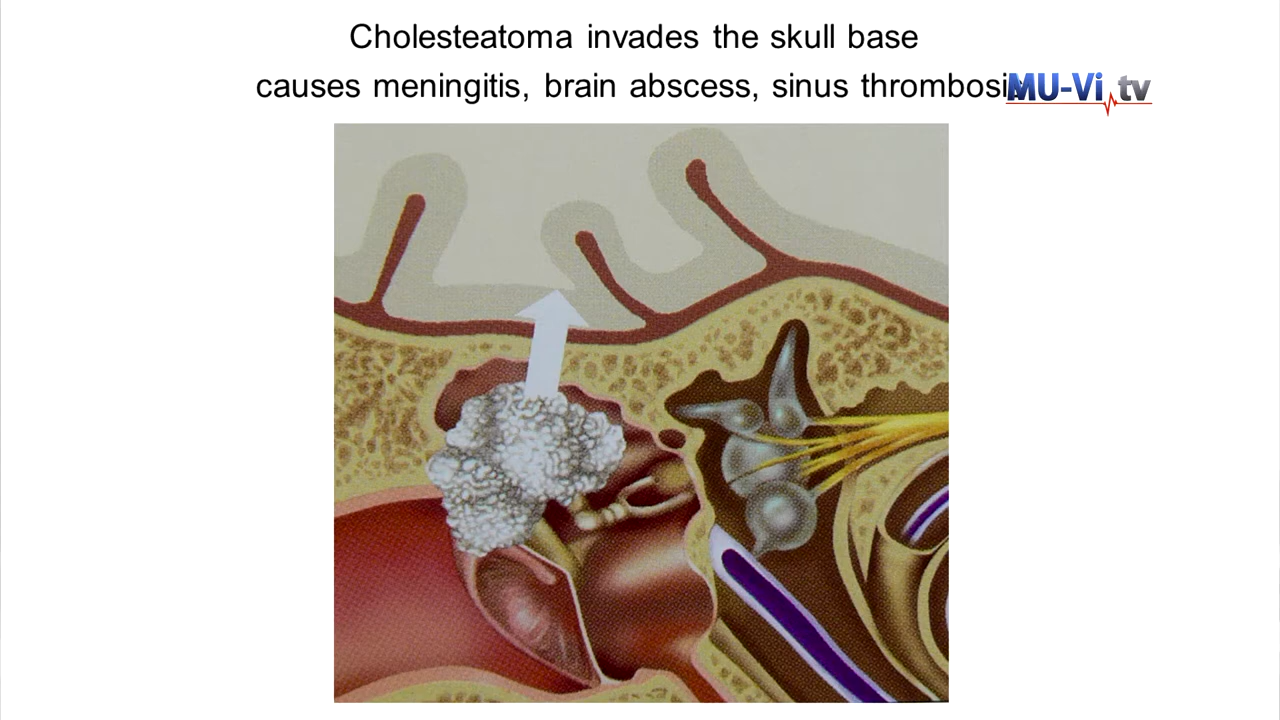 Cholesteatoma invades the skull base
causes meningitis, brain abscess, sinus thrombosis
MU-Vi tv